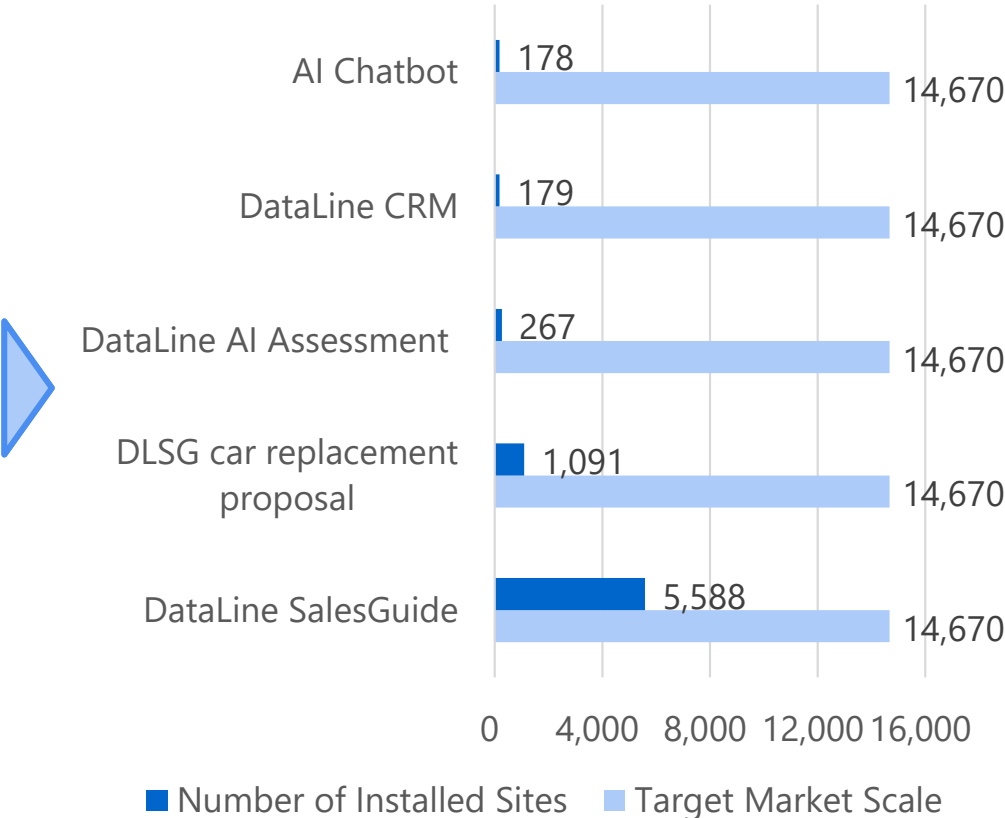 AI Chatbot
178
14,670
DataLine CRM
179
14,670
DataLine AI Assessment
267
14,670
DLSG car replacement
proposal
1,091
14,670
DataLine SalesGuide
5,588
14,670
0 4,000 8,000 12,000 16,000
Number of Installed Sites Target Market Scale